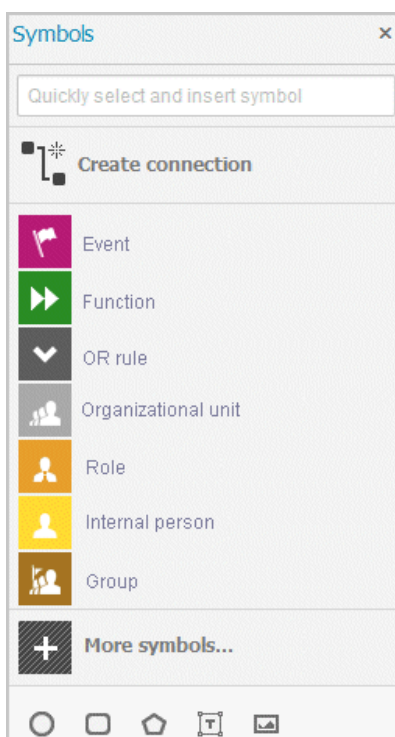 Symbols
Quickly select and insert symbol
Create connection
Event
Function
OR rule
Organizational unit
Role
Internal person
Group
More symbols...
T